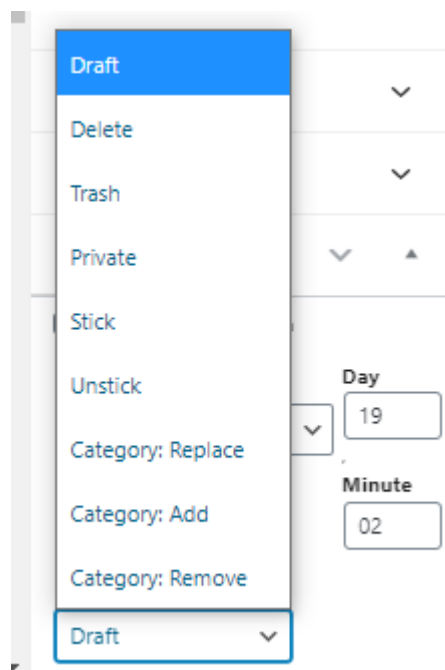 Draft
Delete
Trash
Private
Stick
Unstick
Category: Replace
Category: Add
Category: Remove
Draft
Day
19
Minute
02